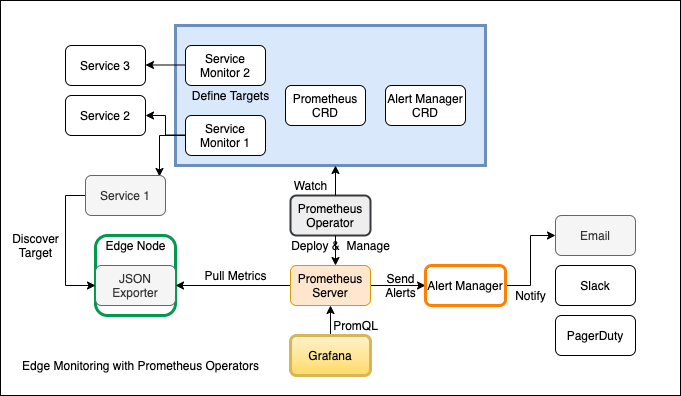 Service 3
Service 2
Service
Monitor 2
Define Targets
Service
Monitor 1
Prometheus
CRD
Alert Manager
CRD
Service 1
Watch
Prometheus
Operator
Deploy & Manage
Discover
Target
Edge Node
JSON
Exporter
Pull Metrics
Prometheus
Server
Send
Alerts
Alert Manager
Notify
Email
Slack
PagerDuty
PromQL
Grafana
Edge Monitoring with Prometheus Operators